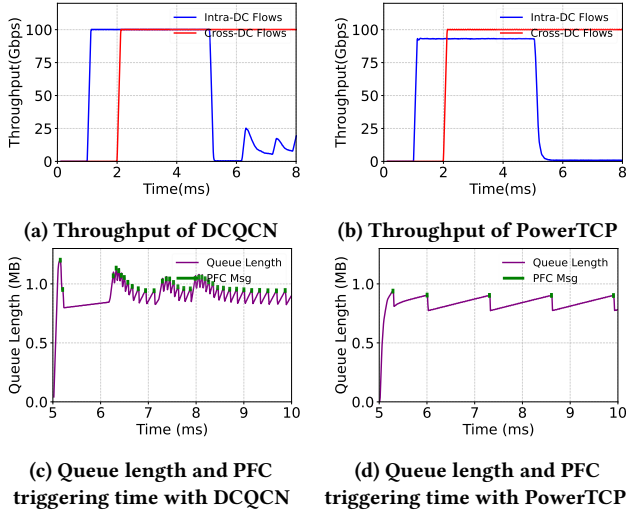 Throughput(Gbps)
100
75
50
25
0
Intra-DC Flows
Cross-DC Flows
0 2 4 6 8
Time(ms)
(a) Throughput of DCQCN
Throughput(Gbps)
100
75
50
25
0
Intra-DC Flows
Cross-DC Flows
0 2 4 6 8
Time(ms)
(b) Throughput of PowerTCP
Queue Length (MB)
1.0
0.5
0.0
Queue Length
PFC Msg
5 6 7 8 9 10
Time (ms)
(c) Queue length and PFC
triggering time with DCQCN
Queue Length (MB)
1.0
0.5
0.0
Queue Length
PFC Msg
5 6 7 8 9 10
Time (ms)
(d) Queue length and PFC
triggering time with PowerTCP